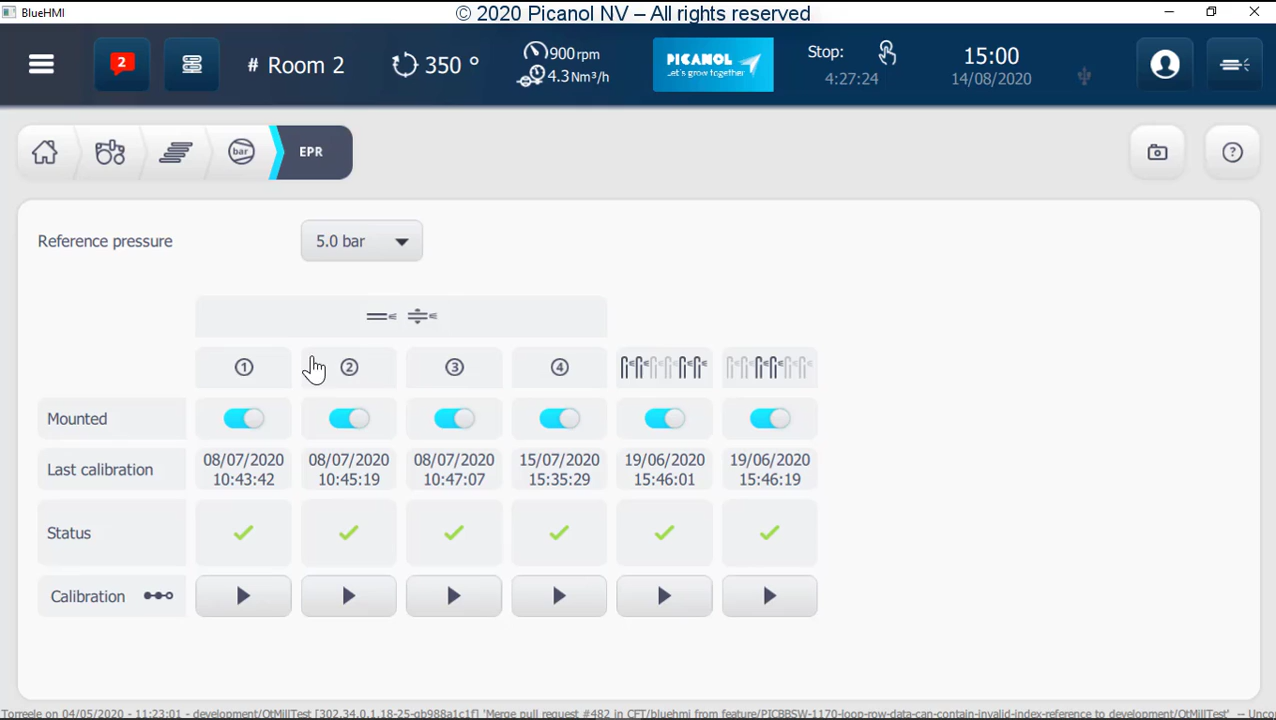 BlueHMI
© 2020 Picanol NV – All rights reserved
2
# Room 2
350 °
900 rpm
4.3 Nm³/h
PICANOL
Let's grow together
Stop:
4:27:24
15:00
14/08/2020
bar
EPR
Reference pressure
5.0 bar
1 2 3 4
Mounted
Last calibration
08/07/2020 08/07/2020 08/07/2020 15/07/2020 19/06/2020 19/06/2020
10:43:42 10:45:19 10:47:07 15:35:29 15:46:01 15:46:19
Status
Calibration
Torreele on 04/05/2020 - 11:23:01 - development/OtMillTest [302.34.0.1.18-25-gb988a1c1f] 'Merge pull request #482 in CFT/bluehmi from feature/PICBBSW-1170-loop-row-data-can-contain-invalid-index-reference to development/OtMillTest' -- Unco